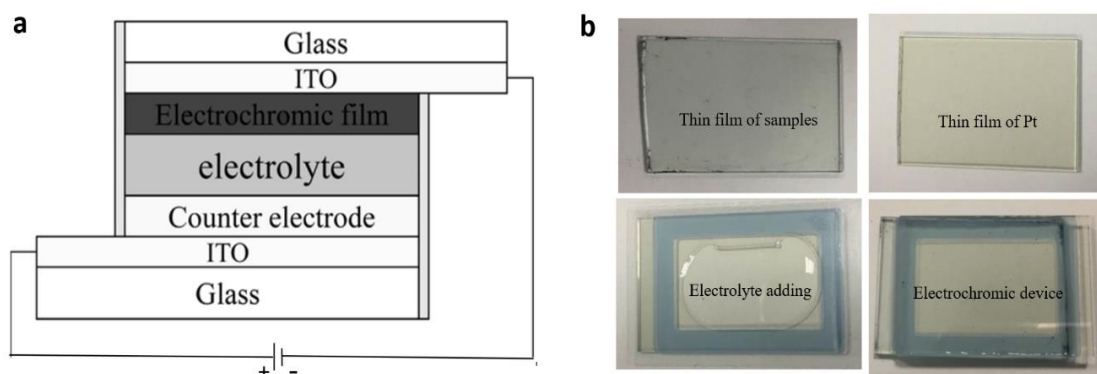 a
Glass
ITO
Electrochromic film
electrolyte
Counter electrode
ITO
Glass
+ -
b
Thin film of samples
Thin film of Pt
Electrolyte adding
Electrochromic device